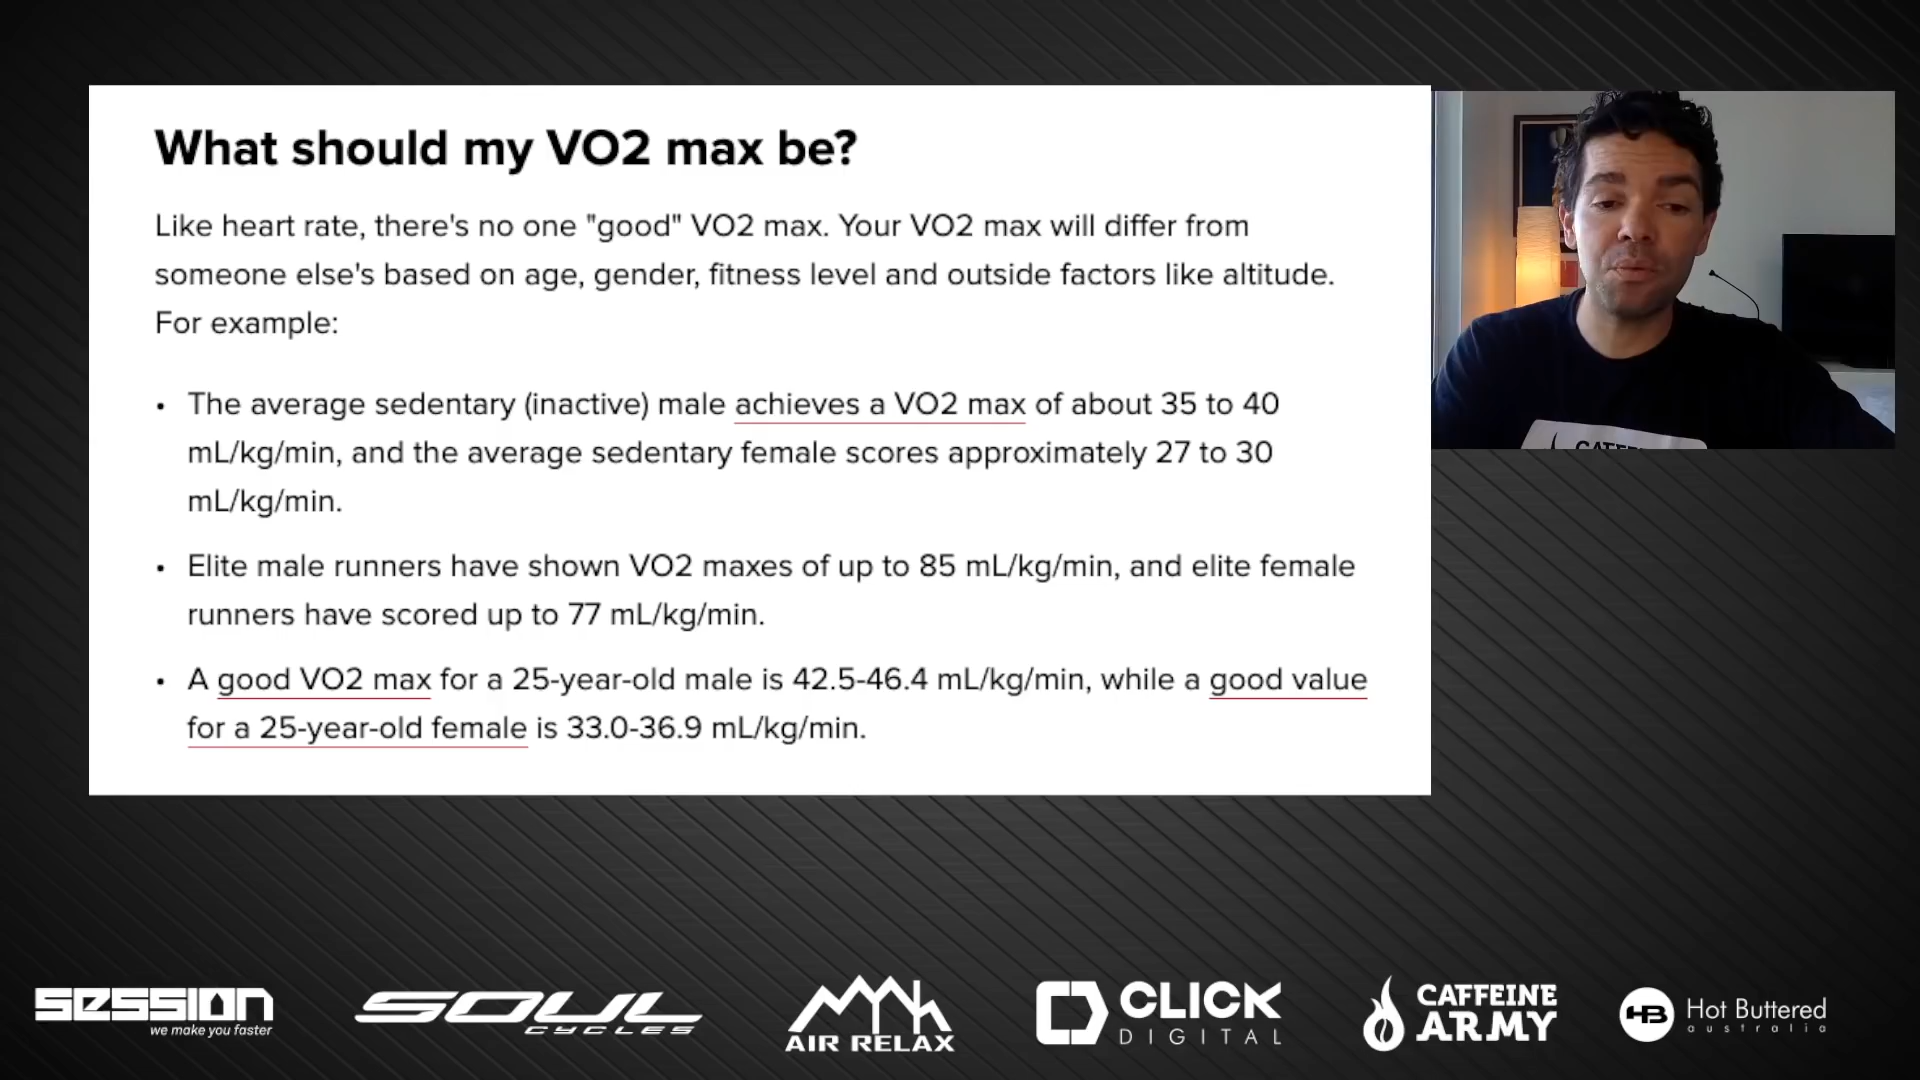 What should my VO2 max be?
Like heart rate, there's no one "good" VO2 max. Your VO2 max will differ from
someone else's based on age, gender, fitness level and outside factors like altitude.
For example:
• The average sedentary (inactive) male achieves a VO2 max of about 35 to 40
mL/kg/min, and the average sedentary female scores approximately 27 to 30
mL/kg/min.
• Elite male runners have shown VO2 maxes of up to 85 mL/kg/min, and elite female
runners have scored up to 77 mL/kg/min.
• A good VO2 max for a 25-year-old male is 42.5-46.4 mL/kg/min, while a good value
for a 25-year-old female is 33.0-36.9 mL/kg/min.
SESSION
we make you faster
SOUL
CYCLES
AIR RELAX
CLICK
DIGITAL
CAFFEINE
ARMY
HB
Hot Buttered
australia